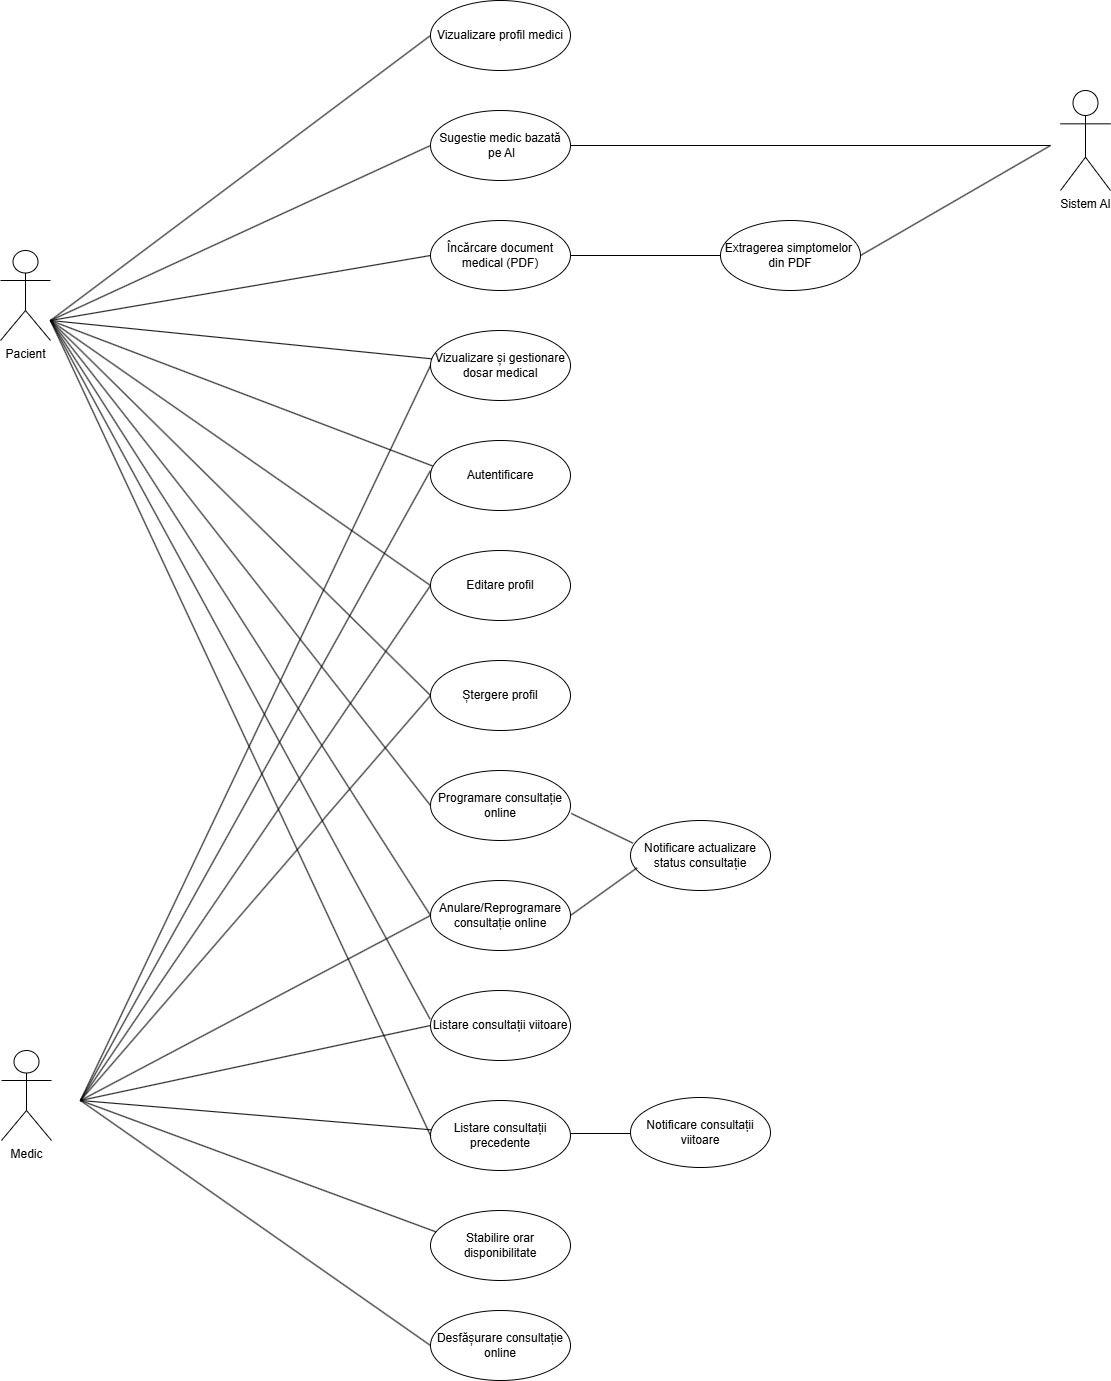 Vizualizare profil medici
Sugestie medic bazată
pe AI
Sistem AI
Încărcare document
medical (PDF)
Extragerea simptomelor
din PDF
Pacient
Vizualizare și gestionare
dosar medical
Autentificare
Editare profil
Ștergere profil
Programare consultație
online
Notificare actualizare
status consultație
Anulare/Reprogramare
consultație online
Listare consultații viitoare
Medic
Listare consultații
precedente
Notificare consultații
viitoare
Stabilire orar
disponibilitate
Desfășurare consultație
online